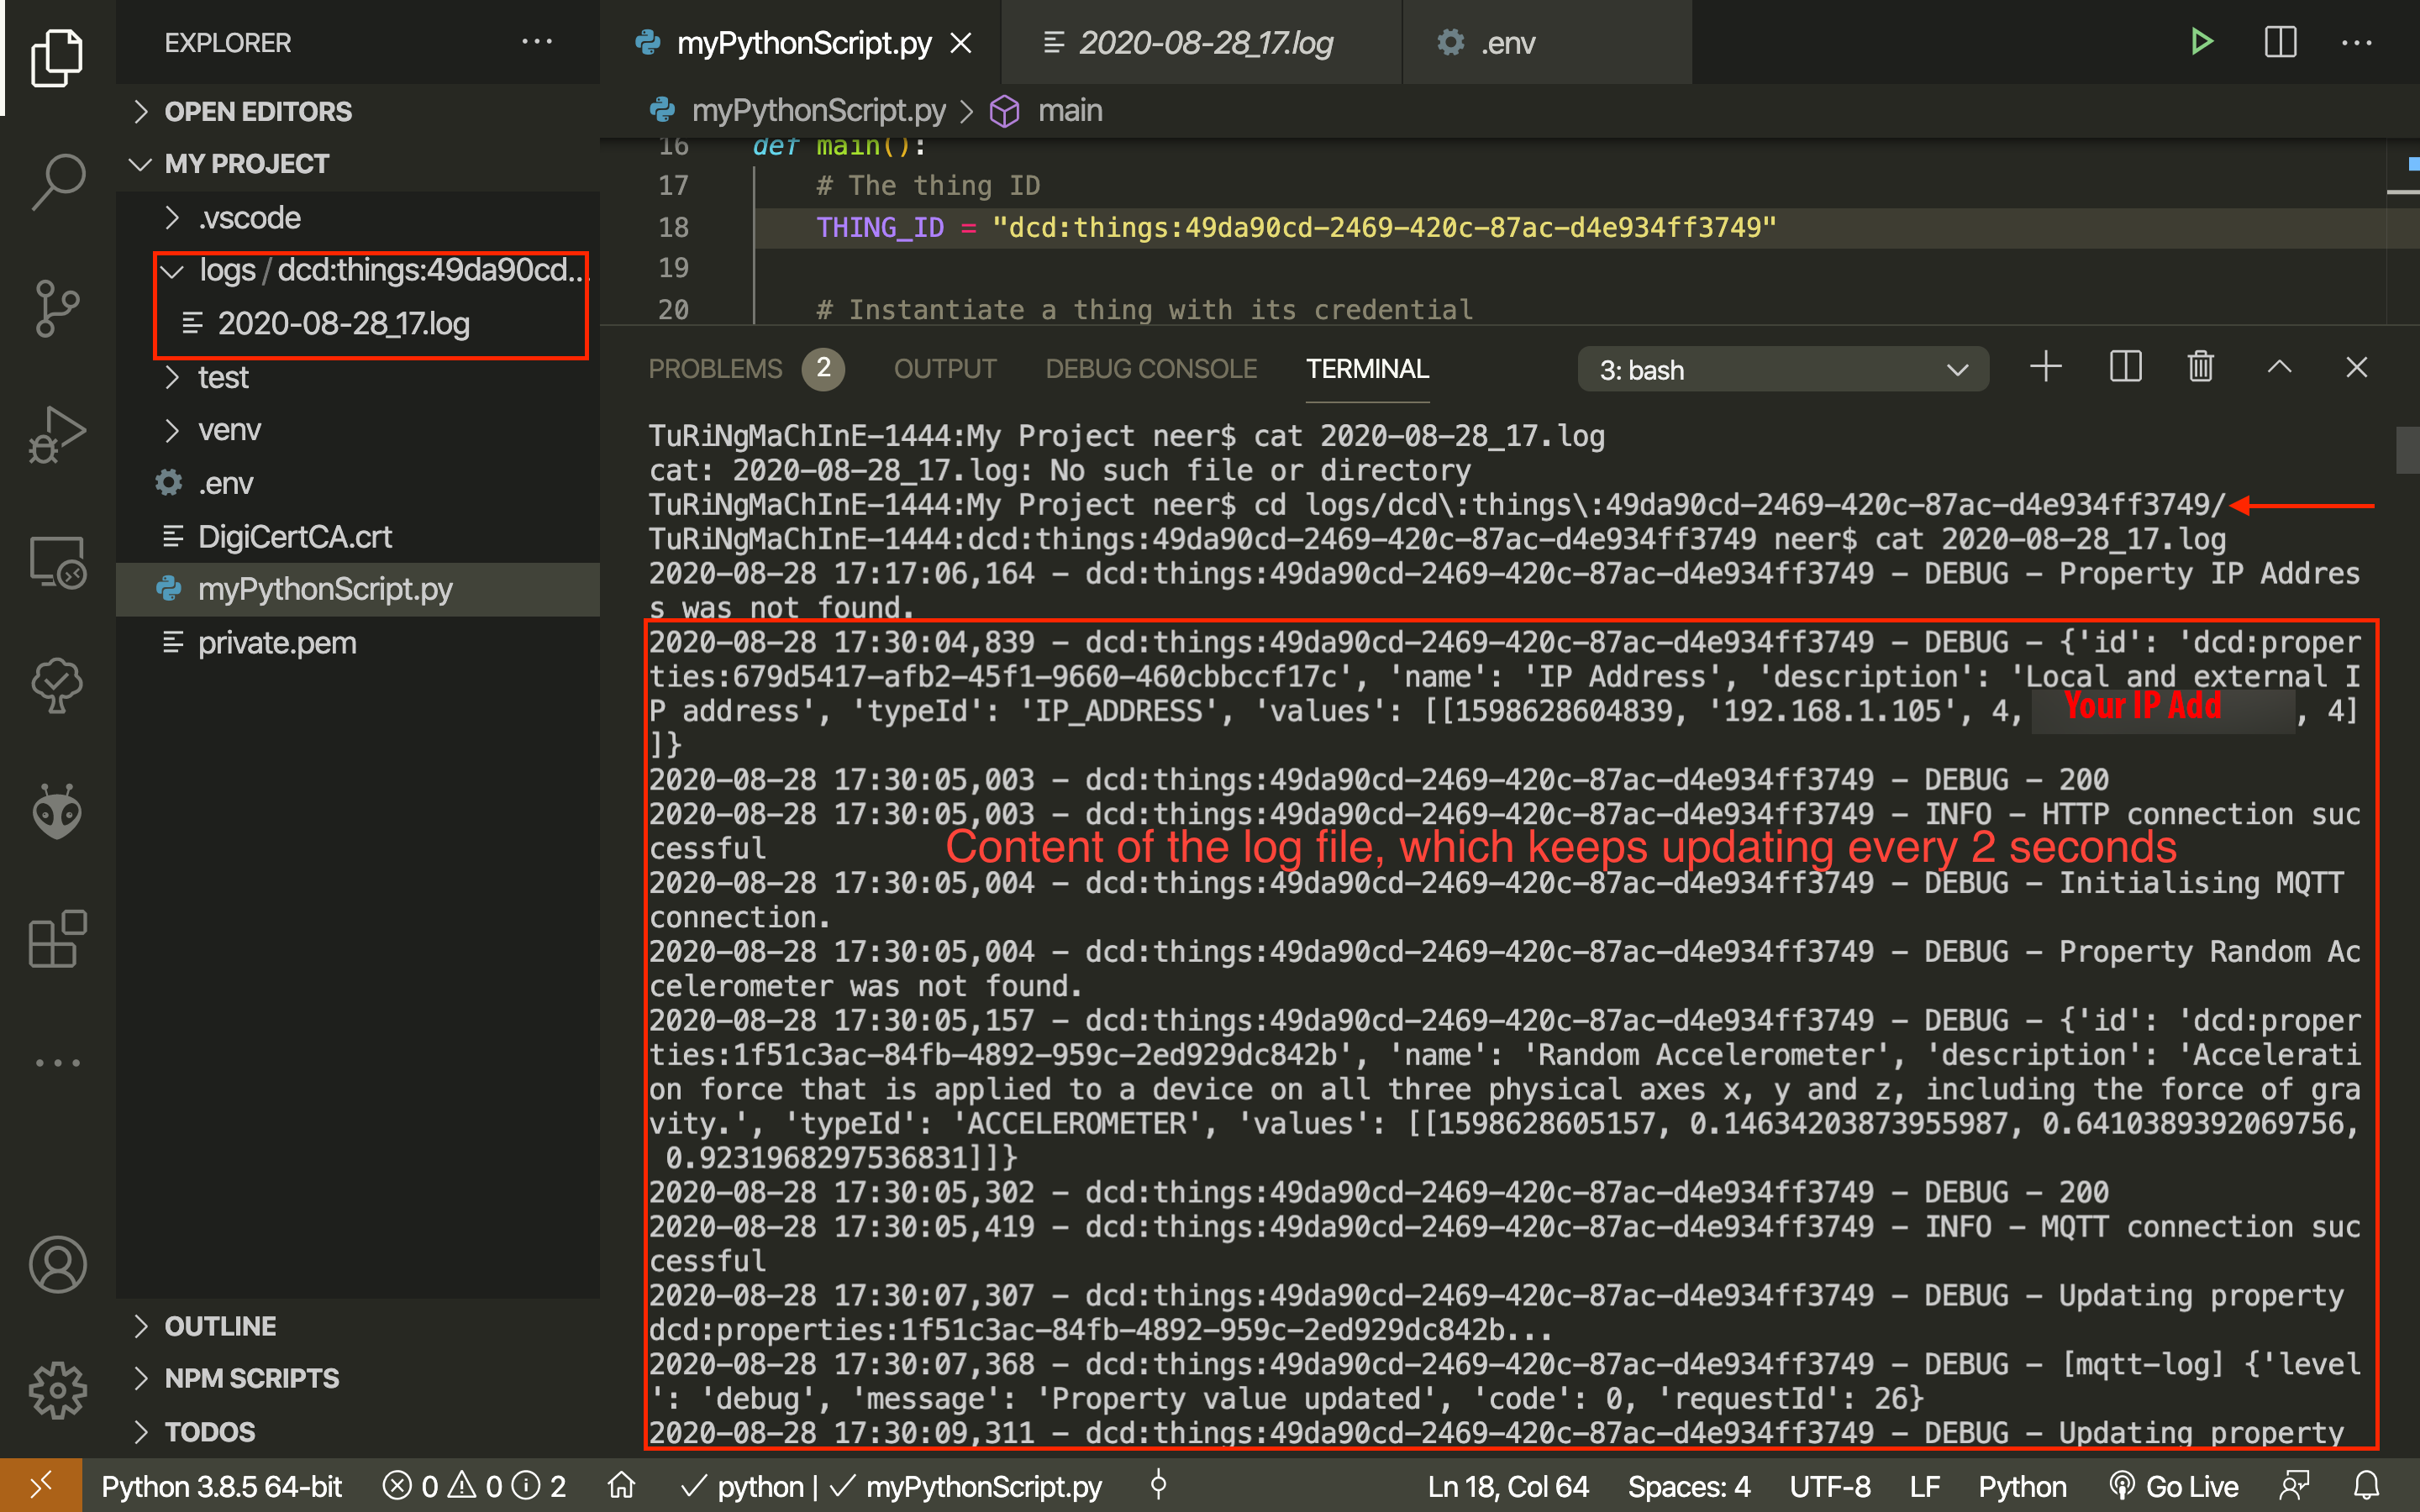 EXPLORER
OPEN EDITORS
MY PROJECT
.vscode
logs / dcd:things:49da90cd...
2020-08-28_17.log
test
venv
.env
DigiCertCA.crt
myPythonScript.py
private.pem
OUTLINE
NPM SCRIPTS
TODOS
myPythonScript.py
2020-08-28_17.log
.env
myPythonScript.py > main
16 def main():
17 # The thing ID
18 THING_ID = "dcd:things:49da90cd-2469-420c-87ac-d4e934ff3749"
19
20 # Instantiate a thing with its credential
PROBLEMS 2 OUTPUT DEBUG CONSOLE TERMINAL 3: bash
TuRiNgMaChInE-1444:My Project neer$ cat 2020-08-28_17.log
cat: 2020-08-28_17.log: No such file or directory
TuRiNgMaChInE-1444:My Project neer$ cd logs/dcd\:things\:49da90cd-2469-420c-87ac-d4e934ff3749/
TuRiNgMaChInE-1444:dcd:things:49da90cd-2469-420c-87ac-d4e934ff3749 neer$ cat 2020-08-28_17.log
2020-08-28 17:17:06,164 - dcd:things:49da90cd-2469-420c-87ac-d4e934ff3749 - DEBUG - Property IP Addres
s was not found.
2020-08-28 17:30:04,839 - dcd:things:49da90cd-2469-420c-87ac-d4e934ff3749 - DEBUG - {'id': 'dcd:proper
ties:679d5417-afb2-45f1-9660-460cbbccf17c', 'name': 'IP Address', 'description': 'Local and external I
P address', 'typeId': 'IP_ADDRESS', 'values': [[1598628604839, '192.168.1.105', 4, Your IP Add , 4]
]}
2020-08-28 17:30:05,003 - dcd:things:49da90cd-2469-420c-87ac-d4e934ff3749 - DEBUG - 200
2020-08-28 17:30:05,003 - dcd:things:49da90cd-2469-420c-87ac-d4e934ff3749 - INFO - HTTP connection suc
cessful
Content of the log file, which keeps updating every 2 seconds
2020-08-28 17:30:05,004 - dcd:things:49da90cd-2469-420c-87ac-d4e934ff3749 - DEBUG - Initialising MQTT
connection.
2020-08-28 17:30:05,004 - dcd:things:49da90cd-2469-420c-87ac-d4e934ff3749 - DEBUG - Property Random Ac
celerometer was not found.
2020-08-28 17:30:05,157 - dcd:things:49da90cd-2469-420c-87ac-d4e934ff3749 - DEBUG - {'id': 'dcd:proper
ties:1f51c3ac-84fb-4892-959c-2ed929dc842b', 'name': 'Random Accelerometer', 'description': 'Accelerati
on force that is applied to a device on all three physical axes x, y and z, including the force of gra
vity.', 'typeId': 'ACCELEROMETER', 'values': [[1598628605157, 0.14634203873955987, 0.6410389392069756,
0.9231968297536831]]}
2020-08-28 17:30:05,302 - dcd:things:49da90cd-2469-420c-87ac-d4e934ff3749 - DEBUG - 200
2020-08-28 17:30:05,419 - dcd:things:49da90cd-2469-420c-87ac-d4e934ff3749 - INFO - MQTT connection suc
cessful
2020-08-28 17:30:07,307 - dcd:things:49da90cd-2469-420c-87ac-d4e934ff3749 - DEBUG - Updating property
dcd:properties:1f51c3ac-84fb-4892-959c-2ed929dc842b...
2020-08-28 17:30:07,368 - dcd:things:49da90cd-2469-420c-87ac-d4e934ff3749 - DEBUG - [mqtt-log] {'level
': 'debug', 'message': 'Property value updated', 'code': 0, 'requestId': 26}
2020-08-28 17:30:09,311 - dcd:things:49da90cd-2469-420c-87ac-d4e934ff3749 - DEBUG - Updating property
Python 3.8.5 64-bit 0 0 2 python | myPythonScript.py Ln 18, Col 64 Spaces: 4 UTF-8 LF Python Go Live